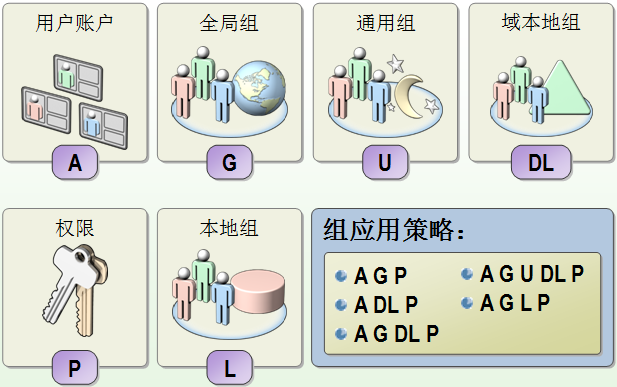 用户账户
全局组
通用组
域本地组
A
G
U
DL
权限
本地组
P
L
组应用策略：
A G P
A DL P
A G DL P
A G U DL P
A G L P